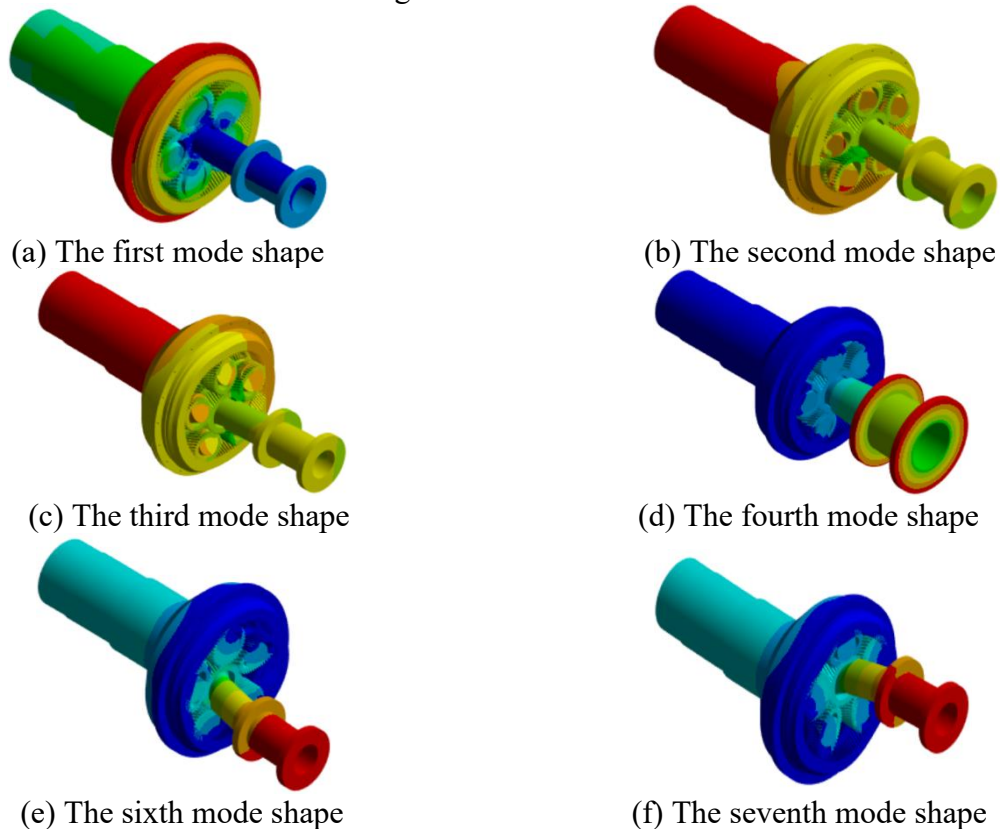 (a) The first mode shape
(b) The second mode shape
(c) The third mode shape
(d) The fourth mode shape
(e) The sixth mode shape
(f) The seventh mode shape